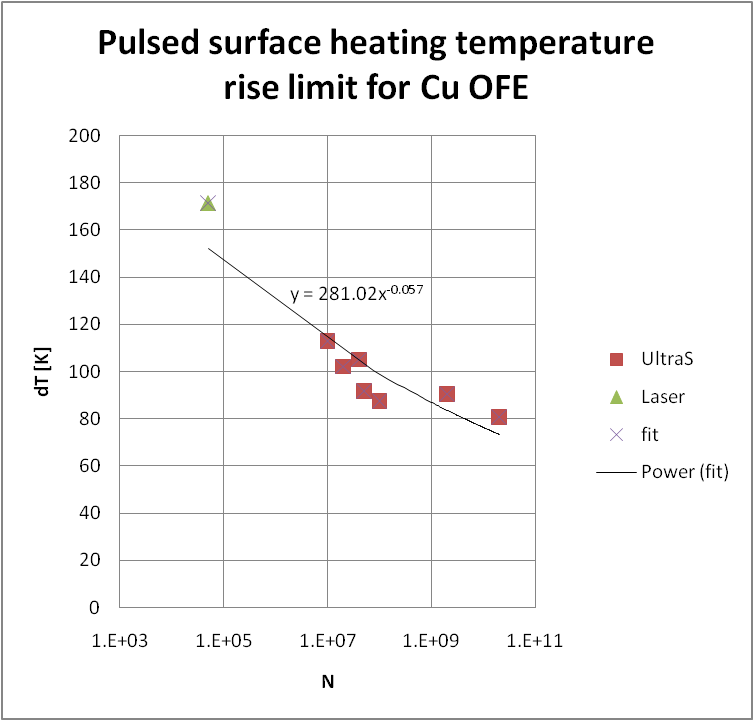 Pulsed surface heating temperature
rise limit for Cu OFE
200
180
160
140
120
100
80
60
40
20
0
dT [K]
y = 281.02x-0.057
1.E+03 1.E+05 1.E+07 1.E+09 1.E+11
N
UltraS
Laser
fit
Power (fit)